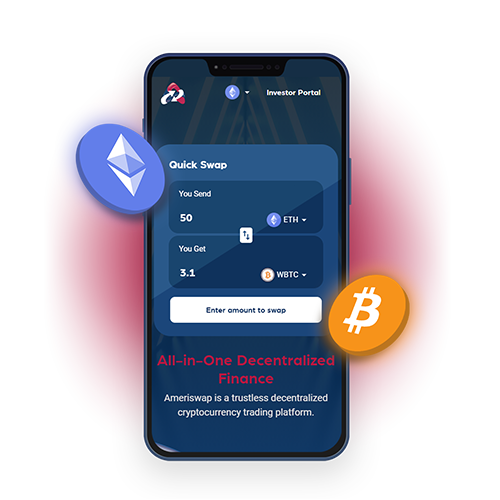 Investor Portal
Quick Swap
You Send
50
ETH
You Get
3.1
WBTC
Enter amount to swap
All-in-One Decentralized
Finance
Ameriswap is a trustless decentralized
cryptocurrency trading platform.